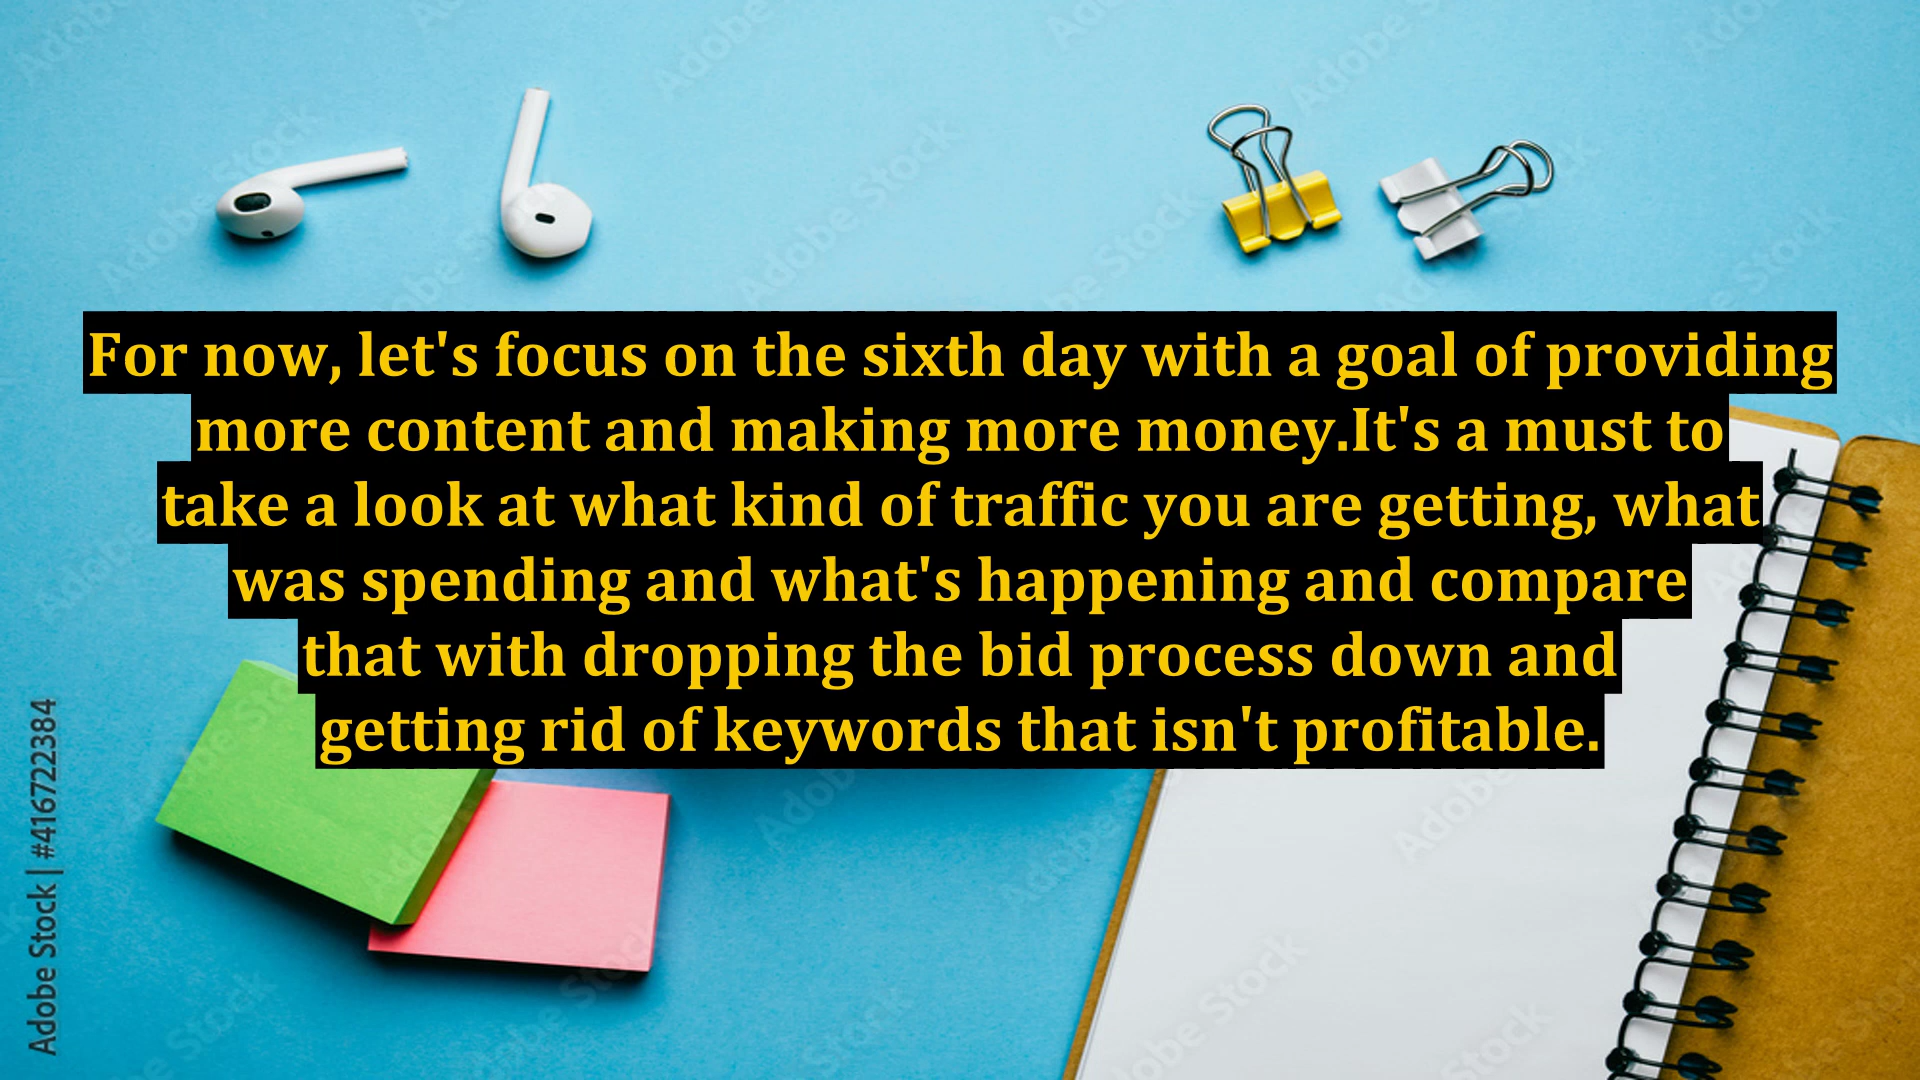 For now, let's focus on the sixth day with a goal of providing
more content and making more money.It's a must to
take a look at what kind of traffic you are getting, what
was spending and what's happening and compare
that with dropping the bid process down and
getting rid of keywords that isn't profitable.
Adobe Stock | #416722384